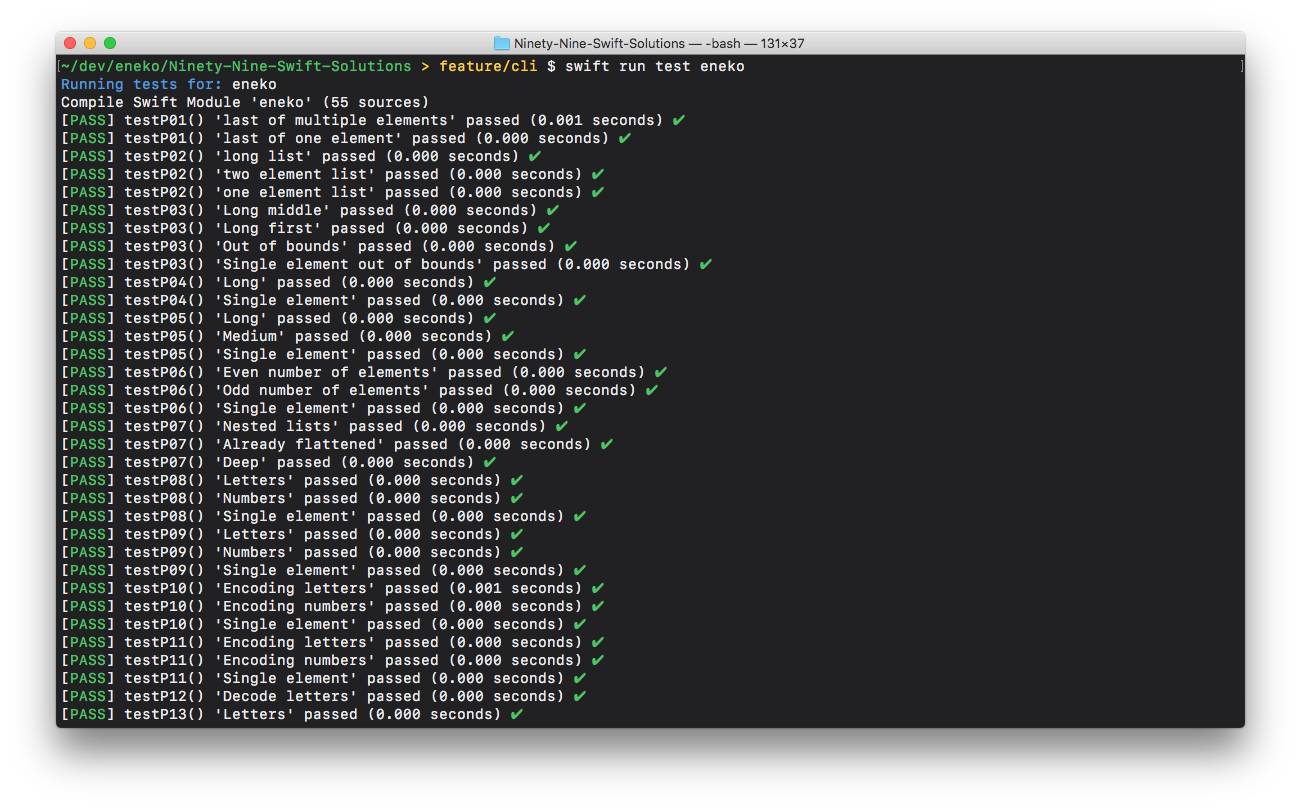 Ninety-Nine-Swift-Solutions — -bash — 131×37
[~/dev/eneko/Ninety-Nine-Swift-Solutions > feature/cli $ swift run test eneko ]
Running tests for: eneko
Compile Swift Module 'eneko' (55 sources)
[PASS] testP01() 'last of multiple elements' passed (0.001 seconds) ✔
[PASS] testP01() 'last of one element' passed (0.000 seconds) ✔
[PASS] testP02() 'long list' passed (0.000 seconds) ✔
[PASS] testP02() 'two element list' passed (0.000 seconds) ✔
[PASS] testP02() 'one element list' passed (0.000 seconds) ✔
[PASS] testP03() 'Long middle' passed (0.000 seconds) ✔
[PASS] testP03() 'Long first' passed (0.000 seconds) ✔
[PASS] testP03() 'Out of bounds' passed (0.000 seconds) ✔
[PASS] testP03() 'Single element out of bounds' passed (0.000 seconds) ✔
[PASS] testP04() 'Long' passed (0.000 seconds) ✔
[PASS] testP04() 'Single element' passed (0.000 seconds) ✔
[PASS] testP05() 'Long' passed (0.000 seconds) ✔
[PASS] testP05() 'Medium' passed (0.000 seconds) ✔
[PASS] testP05() 'Single element' passed (0.000 seconds) ✔
[PASS] testP06() 'Even number of elements' passed (0.000 seconds) ✔
[PASS] testP06() 'Odd number of elements' passed (0.000 seconds) ✔
[PASS] testP06() 'Single element' passed (0.000 seconds) ✔
[PASS] testP07() 'Nested lists' passed (0.000 seconds) ✔
[PASS] testP07() 'Already flattened' passed (0.000 seconds) ✔
[PASS] testP07() 'Deep' passed (0.000 seconds) ✔
[PASS] testP08() 'Letters' passed (0.000 seconds) ✔
[PASS] testP08() 'Numbers' passed (0.000 seconds) ✔
[PASS] testP08() 'Single element' passed (0.000 seconds) ✔
[PASS] testP09() 'Letters' passed (0.000 seconds) ✔
[PASS] testP09() 'Numbers' passed (0.000 seconds) ✔
[PASS] testP09() 'Single element' passed (0.000 seconds) ✔
[PASS] testP10() 'Encoding letters' passed (0.001 seconds) ✔
[PASS] testP10() 'Encoding numbers' passed (0.000 seconds) ✔
[PASS] testP10() 'Single element' passed (0.000 seconds) ✔
[PASS] testP11() 'Encoding letters' passed (0.000 seconds) ✔
[PASS] testP11() 'Encoding numbers' passed (0.000 seconds) ✔
[PASS] testP11() 'Single element' passed (0.000 seconds) ✔
[PASS] testP12() 'Decode letters' passed (0.000 seconds) ✔
[PASS] testP13() 'Letters' passed (0.000 seconds) ✔